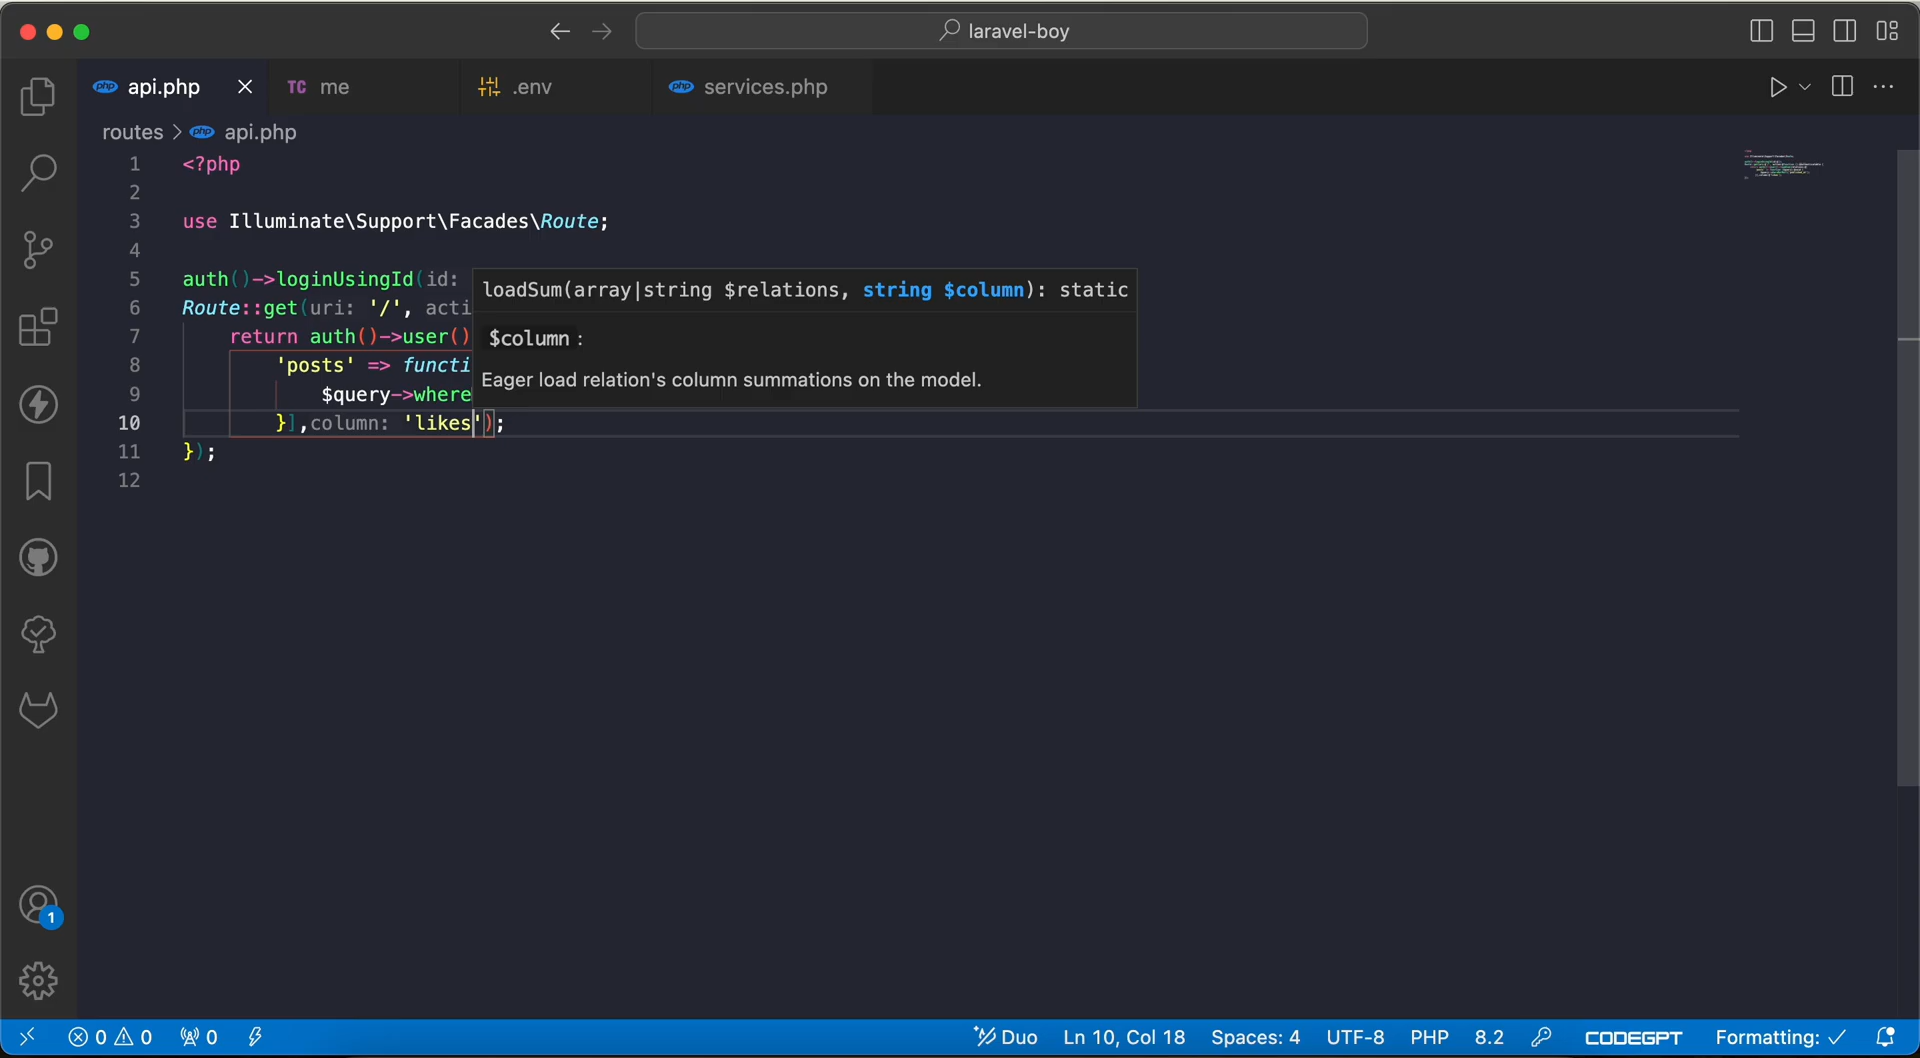 laravel-boy
php api.php
TC me
.env
php services.php
routes > php api.php
1 <?php
2
3 use Illuminate\Support\Facades\Route;
4
5 auth()->loginUsingId(id:
6 Route::get(uri: '/', acti
7 return auth()->user()
8 'posts' => functi
9 $query->where
10 }],column: 'likes');
11 });
12
loadSum(array|string $relations, string $column): static
$column :
Eager load relation's column summations on the model.
1
0 0 0 Duo Ln 10, Col 18 Spaces: 4 UTF-8 PHP 8.2 CODEGPT Formatting: ✓